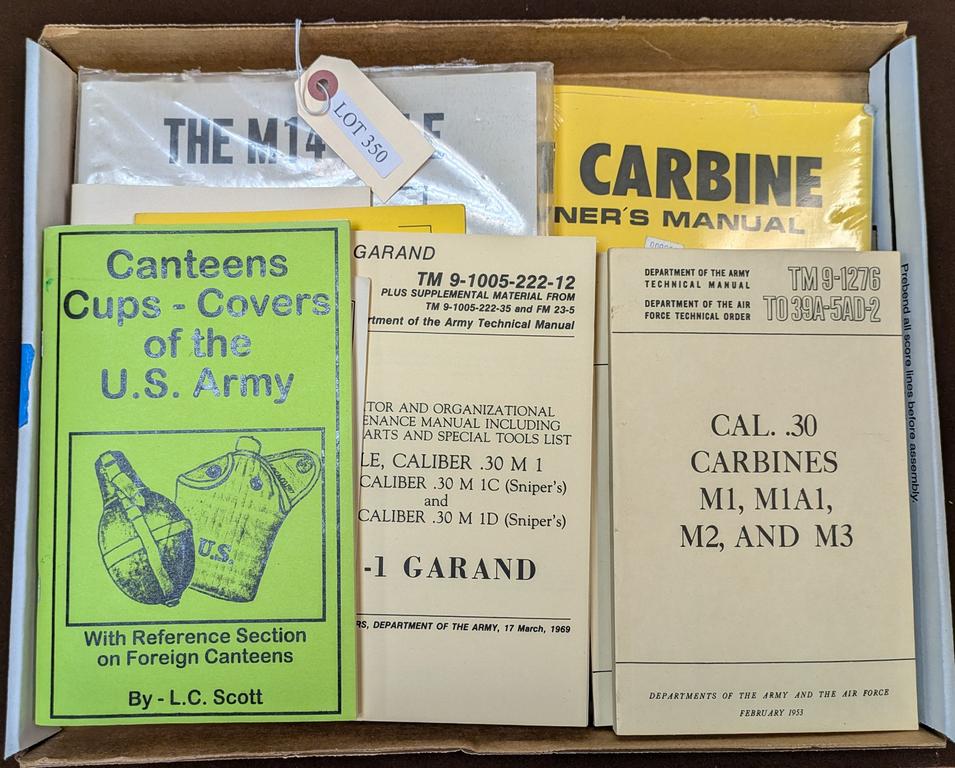 THE M14
LOT 350
CARBINE
NER'S MANUAL
Canteens
Cups - Covers
of the
U.S. Army
U.S.
With Reference Section
on Foreign Canteens
By - L.C. Scott
GARAND
TM 9-1005-222-12
PLUS SUPPLEMENTAL MATERIAL FROM
TM 9-1005-222-35 and FM 23-5
rtment of the Army Technical Manual
TOR AND ORGANIZATIONAL
ENANCE MANUAL INCLUDING
ARTS AND SPECIAL TOOLS LIST
LE, CALIBER .30 M 1
CALIBER .30 M 1C (Sniper's)
and
CALIBER .30 M 1D (Sniper's)
-1 GARAND
RS, DEPARTMENT OF THE ARMY, 17 March, 1969
DEPARTMENT OF THE ARMY
TECHNICAL MANUAL
TM 9-1276
DEPARTMENT OF THE AIR
FORCE TECHNICAL ORDER
TO 39A-5AD-2
CAL. .30
CARBINES
M1, M1A1,
M2, AND M3
DEPARTMENTS OF THE ARMY AND THE AIR FORCE
FEBRUARY 1953
Prebend all score lines before assembly.